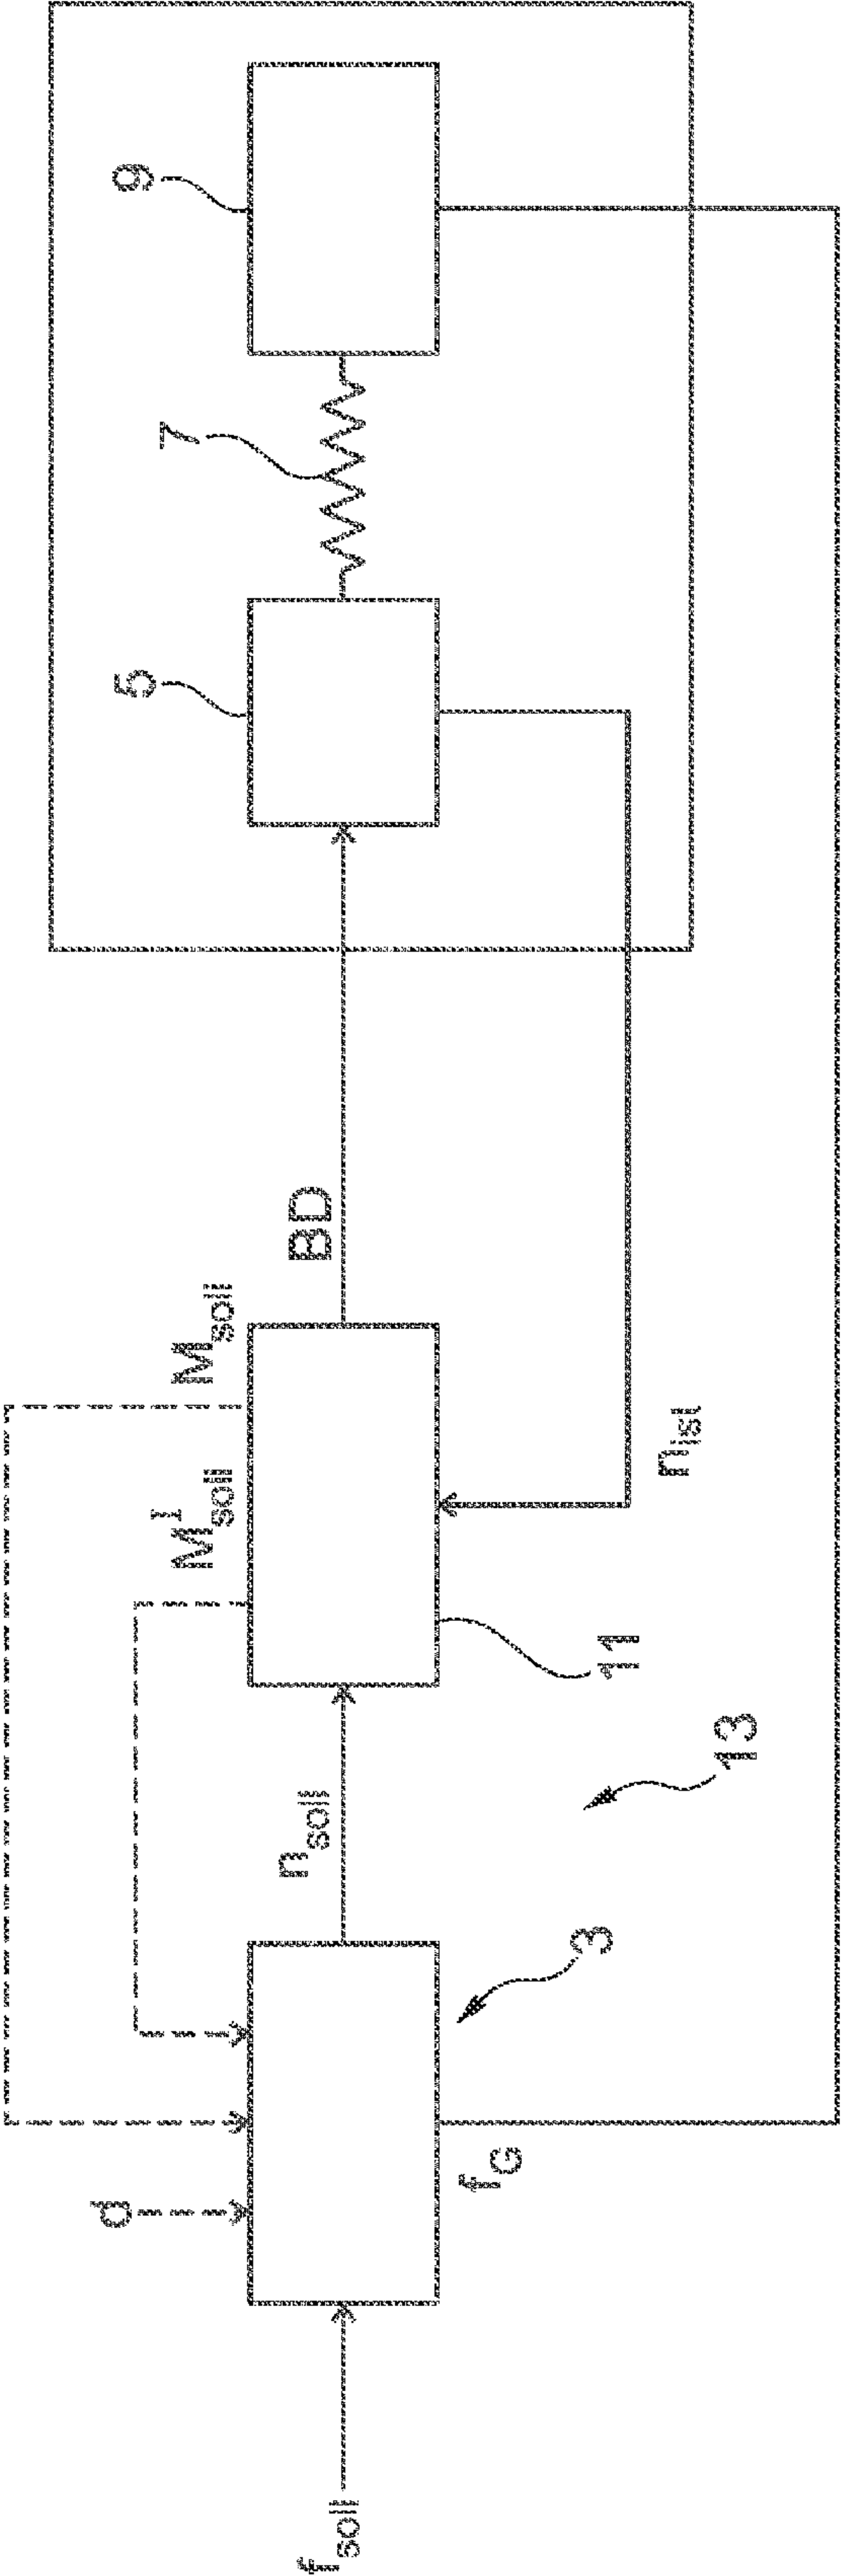 9
7
5
BD
M_soll
M^I_soll
n_ist
11
n_soll
13
3
d
f_G
f_soll